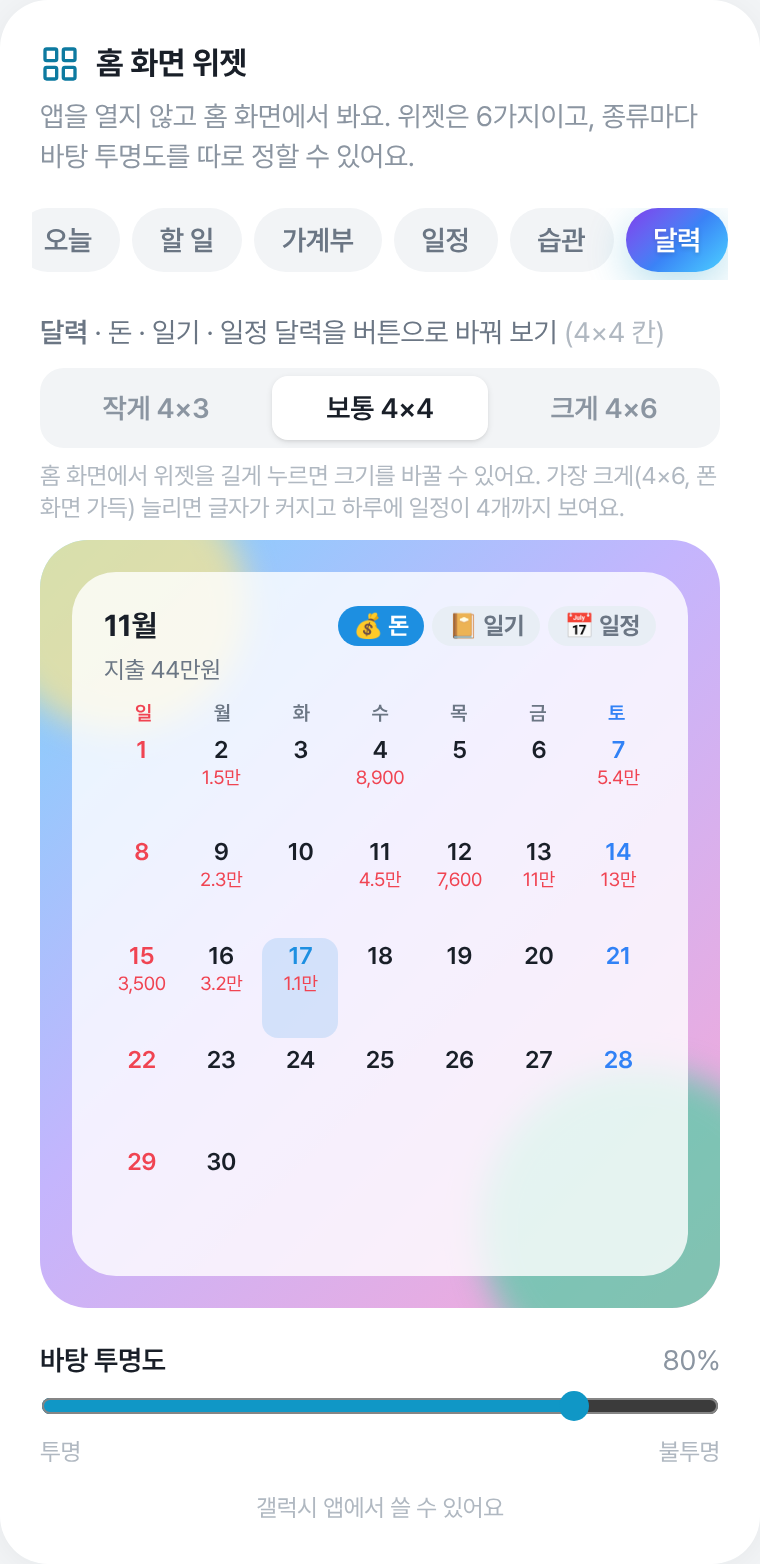 홈 화면 위젯
앱을 열지 않고 홈 화면에서 봐요. 위젯은 6가지이고, 종류마다
바탕 투명도를 따로 정할 수 있어요.
오늘 할 일 가계부 일정 습관 달력
달력 · 돈 · 일기 · 일정 달력을 버튼으로 바꿔 보기 (4×4 칸)
작게 4×3 보통 4×4 크게 4×6
홈 화면에서 위젯을 길게 누르면 크기를 바꿀 수 있어요. 가장 크게(4×6, 폰
화면 가득) 늘리면 글자가 커지고 하루에 일정이 4개까지 보여요.
11월 💰 돈 📔 일기 📅 일정
지출 44만원
일 월 화 수 목 금 토
1 2 3 4 5 6 7
1.5만 8,900 5.4만
8 9 10 11 12 13 14
2.3만 4.5만 7,600 11만 13만
15 16 17 18 19 20 21
3,500 3.2만 1.1만
22 23 24 25 26 27 28
29 30
바탕 투명도 80%
투명 불투명
갤럭시 앱에서 쓸 수 있어요